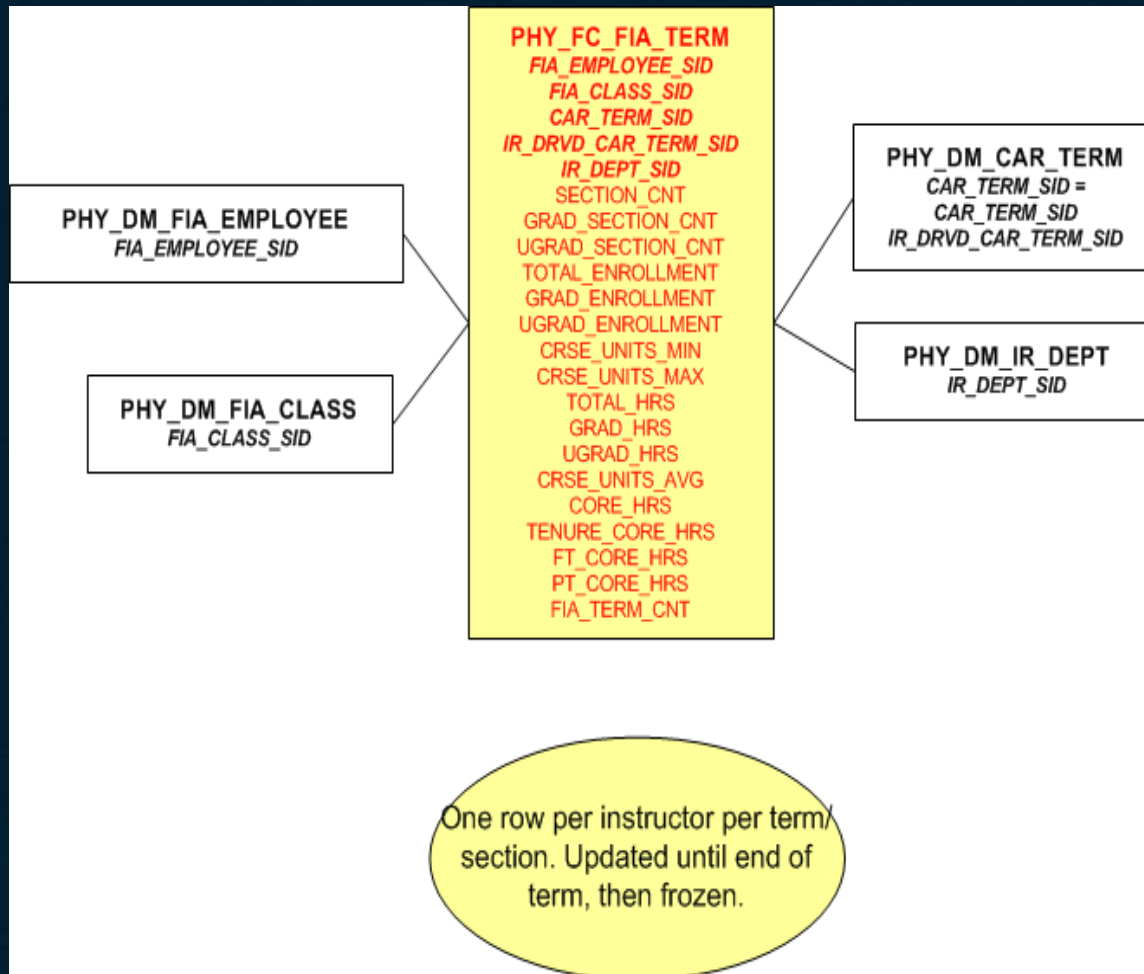 PHY_FC_FIA_TERM
FIA_EMPLOYEE_SID
FIA_CLASS_SID
CAR_TERM_SID
IR_DRVD_CAR_TERM_SID
IR_DEPT_SID
SECTION_CNT
GRAD_SECTION_CNT
UGRAD_SECTION_CNT
TOTAL_ENROLLMENT
GRAD_ENROLLMENT
UGRAD_ENROLLMENT
CRSE_UNITS_MIN
CRSE_UNITS_MAX
TOTAL_HRS
GRAD_HRS
UGRAD_HRS
CRSE_UNITS_AVG
CORE_HRS
TENURE_CORE_HRS
FT_CORE_HRS
PT_CORE_HRS
FIA_TERM_CNT
PHY_DM_FIA_EMPLOYEE
FIA_EMPLOYEE_SID
PHY_DM_FIA_CLASS
FIA_CLASS_SID
PHY_DM_CAR_TERM
CAR_TERM_SID =
CAR_TERM_SID
IR_DRVD_CAR_TERM_SID
PHY_DM_IR_DEPT
IR_DEPT_SID
One row per instructor per term/
section. Updated until end of
term, then frozen.